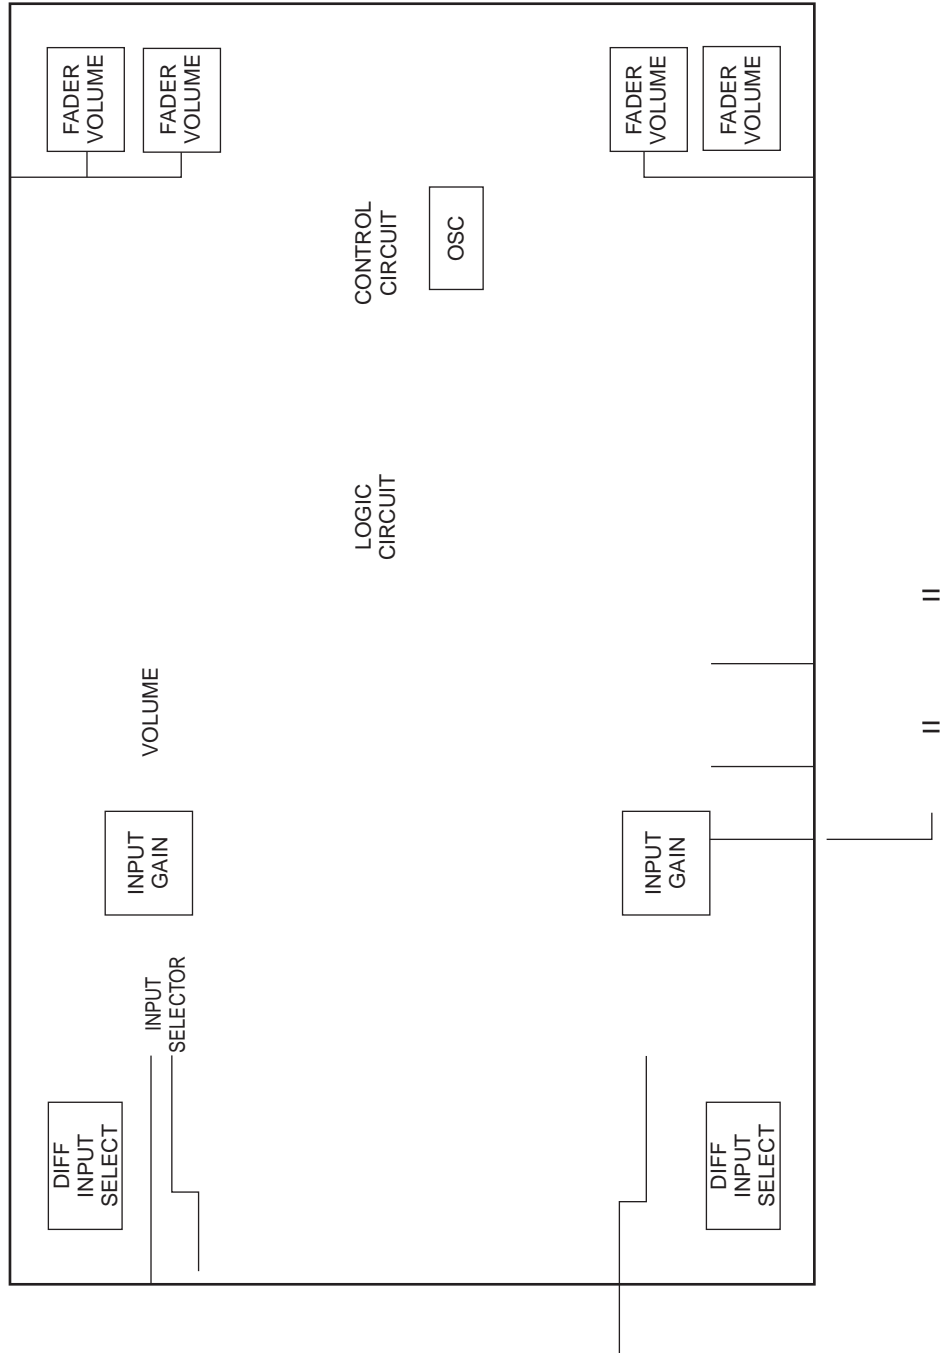 DIFF
INPUT
SELECT
INPUT
SELECTOR
INPUT
GAIN
VOLUME
FADER
VOLUME
FADER
VOLUME
LOGIC
CIRCUIT
CONTROL
CIRCUIT
OSC
DIFF
INPUT
SELECT
INPUT
GAIN
FADER
VOLUME
FADER
VOLUME